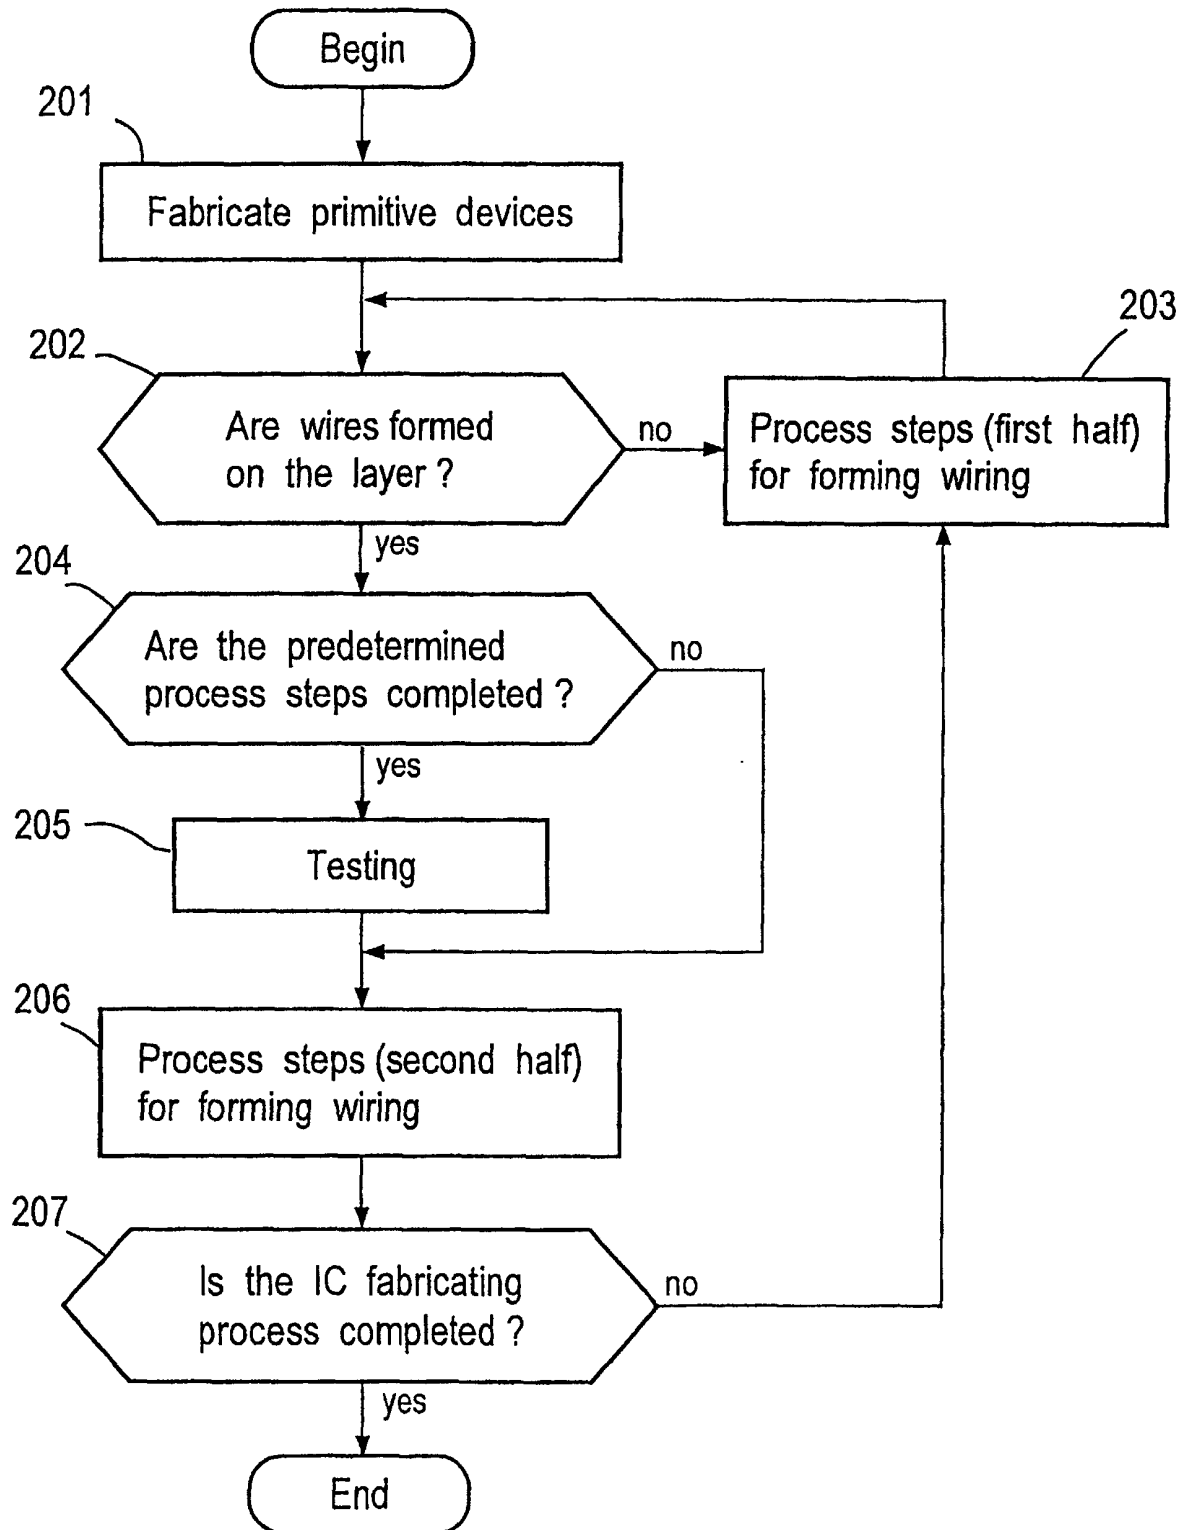 Begin
201
Fabricate primitive devices
203
202
Are wires formed
on the layer ?
no
Process steps (first half)
for forming wiring
yes
204
Are the predetermined
process steps completed ?
no
yes
205
Testing
206
Process steps (second half)
for forming wiring
207
Is the IC fabricating
process completed ?
no
yes
End